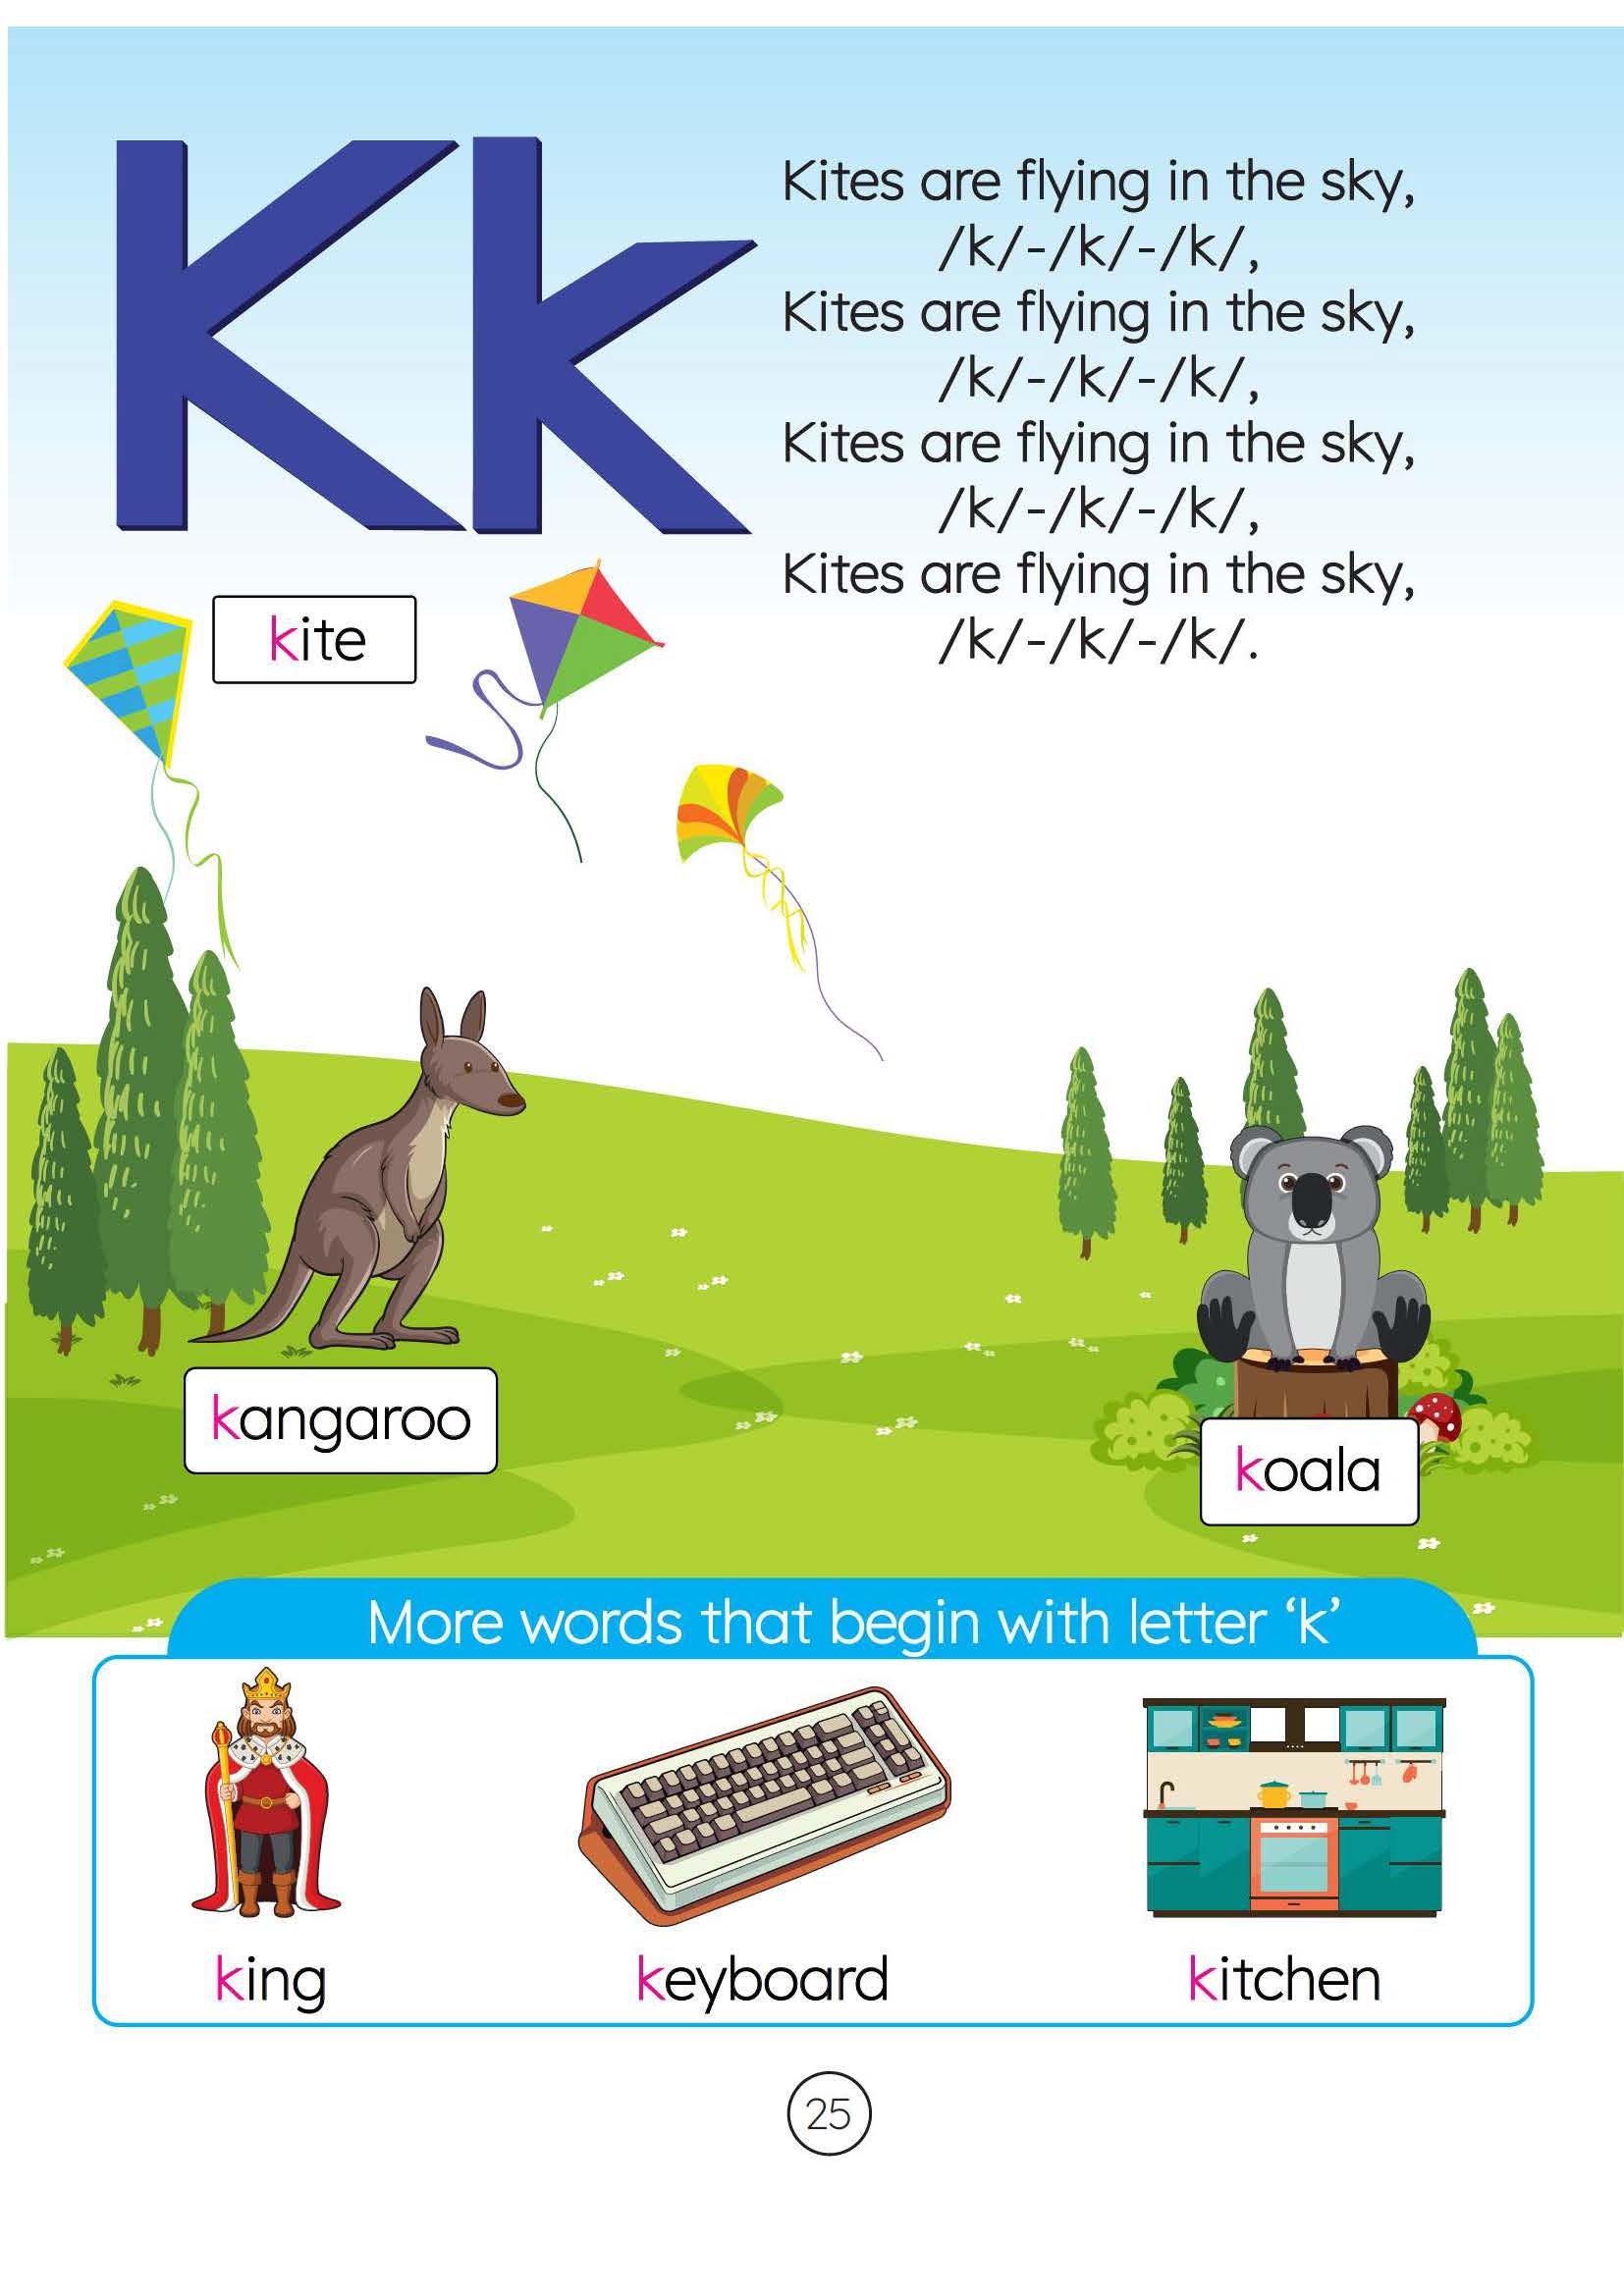 Kk
Kites are flying in the sky,
/k/-/k/-/k/,
Kites are flying in the sky,
/k/-/k/-/k/,
Kites are flying in the sky,
/k/-/k/-/k/,
Kites are flying in the sky,
/k/-/k/-/k/.
kite
kangaroo
koala
More words that begin with letter ‘k’
king
keyboard
kitchen
25